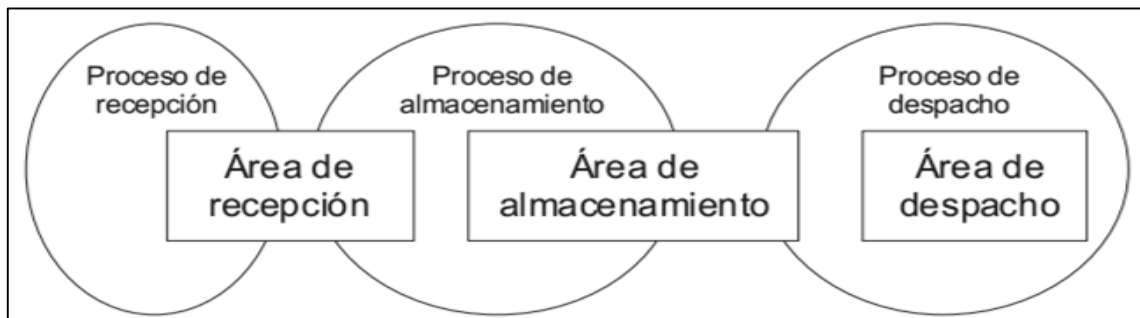 Proceso de
recepción
Área de
recepción
Proceso de
almacenamiento
Área de
almacenamiento
Proceso de
despacho
Área de
despacho